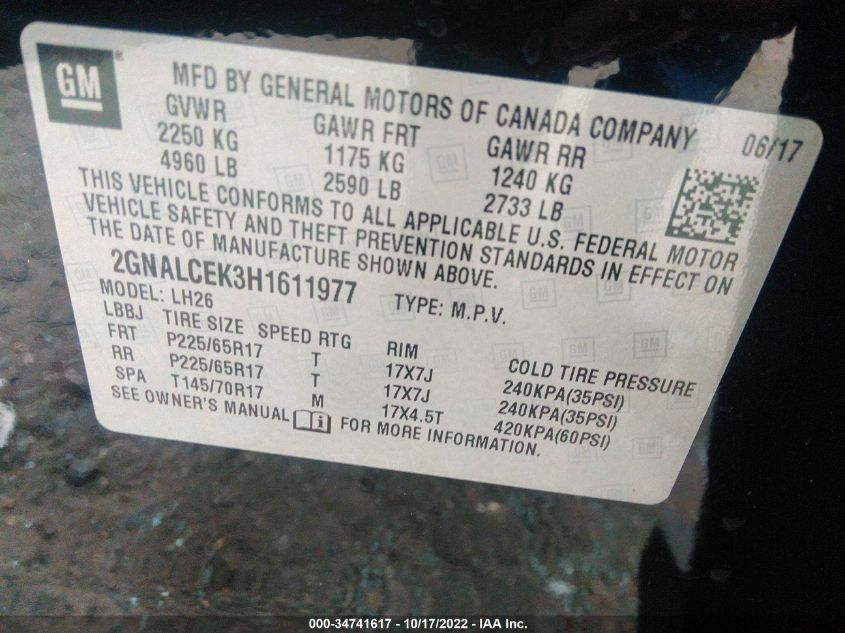 GM
MFD BY GENERAL MOTORS OF CANADA COMPANY 06/17
GVWR GAWR FRT GAWR RR
2250 KG 1175 KG 1240 KG
4960 LB 2590 LB 2733 LB
THIS VEHICLE CONFORMS TO ALL APPLICABLE U.S. FEDERAL MOTOR
VEHICLE SAFETY AND THEFT PREVENTION STANDARDS IN EFFECT ON
THE DATE OF MANUFACTURE SHOWN ABOVE.
2GNALCEK3H1611977 TYPE: M.P.V.
MODEL: LH26
LBBJ TIRE SIZE SPEED RTG RIM COLD TIRE PRESSURE
FRT P225/65R17 T 17X7J 240KPA(35PSI)
RR P225/65R17 T 17X7J 240KPA(35PSI)
SPA T145/70R17 M 17X4.5T 420KPA(60PSI)
SEE OWNER'S MANUAL FOR MORE INFORMATION.
000-34741617 - 10/17/2022 - IAA Inc.